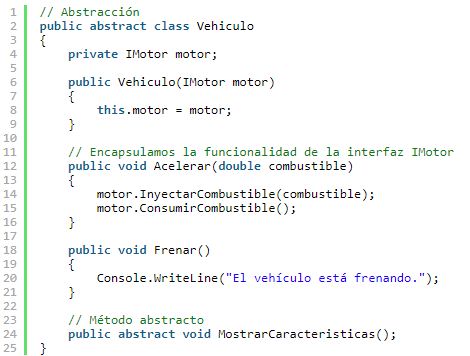 1 // Abstracción
2 public abstract class Vehiculo
3 {
4     private IMotor motor;
5
6     public Vehiculo(IMotor motor)
7     {
8         this.motor = motor;
9     }
10
11     // Encapsulamos la funcionalidad de la interfaz IMotor
12     public void Acelerar(double combustible)
13     {
14         motor.InyectarCombustible(combustible);
15         motor.ConsumirCombustible();
16     }
17
18     public void Frenar()
19     {
20         Console.WriteLine("El vehículo está frenando.");
21     }
22
23     // Método abstracto
24     public abstract void MostrarCaracteristicas();
25 }